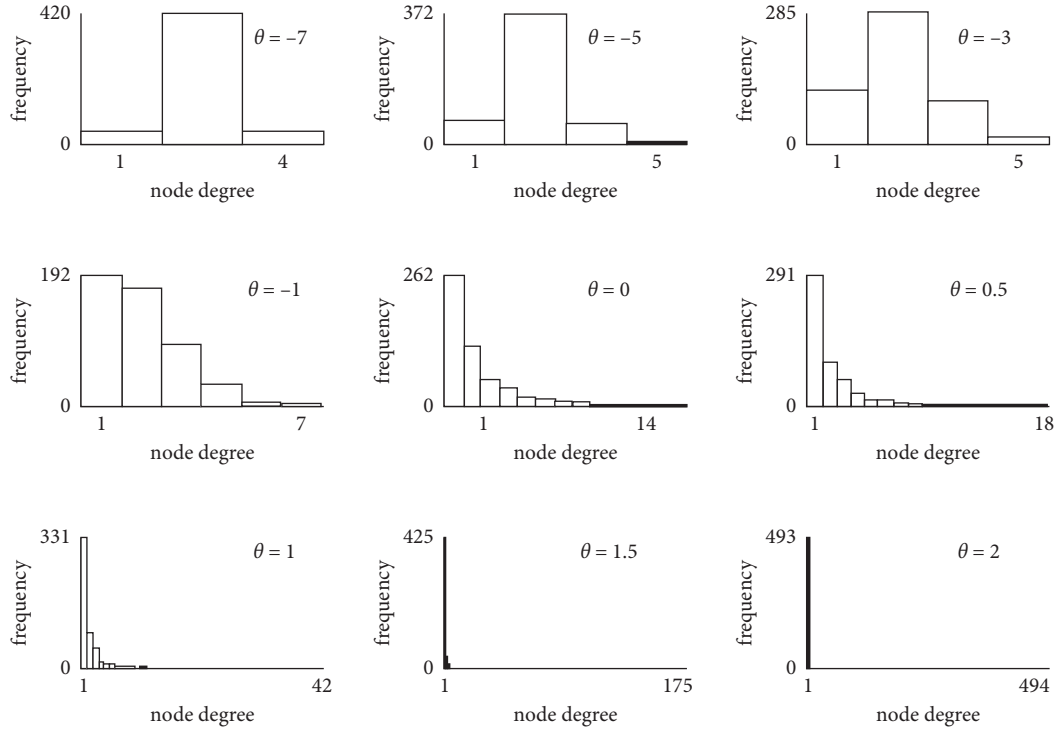 420
θ = –7
frequency
0
1 4
node degree
372
θ = –5
frequency
0
1 5
node degree
285
θ = –3
frequency
0
1 5
node degree
192
θ = –1
frequency
0
1 7
node degree
262
θ = 0
frequency
0
1 14
node degree
291
θ = 0.5
frequency
0
1 18
node degree
331
θ = 1
frequency
0
1 42
node degree
425
θ = 1.5
frequency
0
1 175
node degree
493
θ = 2
frequency
0
1 494
node degree